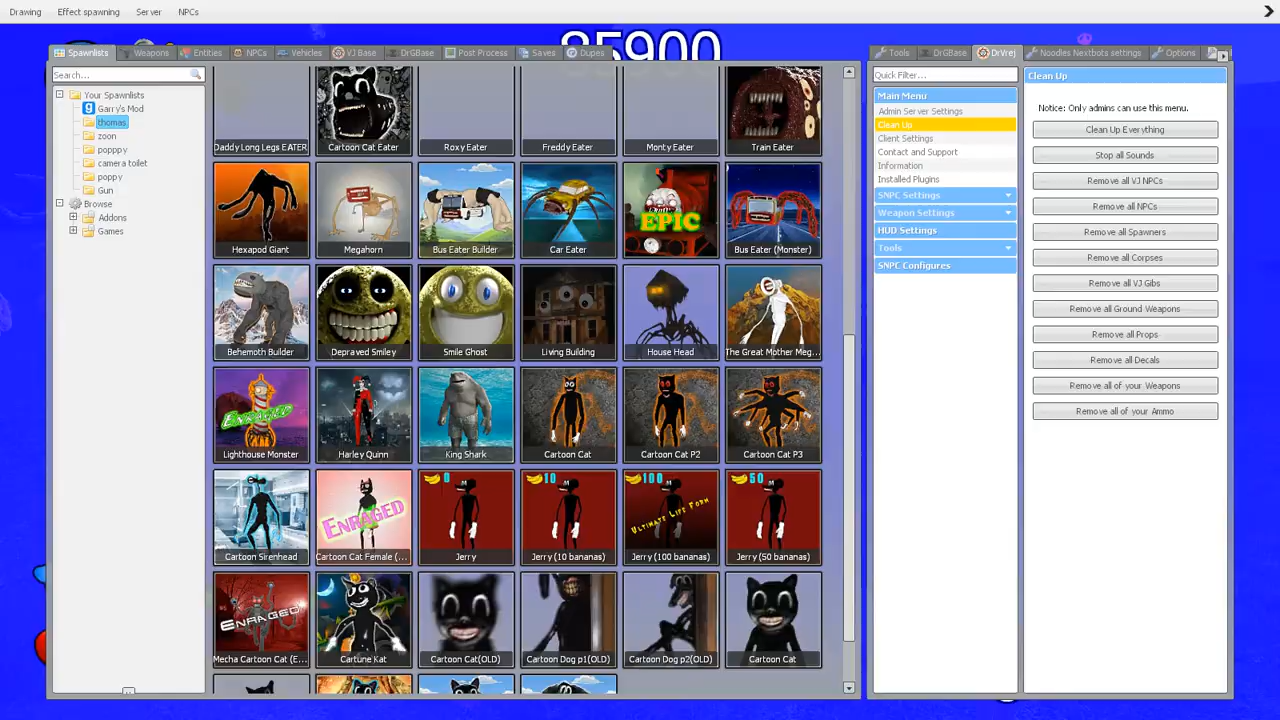 Drawing Effect spawning Server NPCs
85900
Spawnlists Weapons Entities NPCs Vehicles VJ Base DrGBase Post Process Saves Dupes
Tools DrGBase DrVrej Noodles Nextbots settings Options
Search...
Your Spawnlists
Garry's Mod
thomas
zoon
popppy
camera toilet
poppy
Gun
Browse
Addons
Games
Daddy Long Legs EATER Cartoon Cat Eater Roxy Eater Freddy Eater Monty Eater Train Eater
EPIC
Hexapod Giant Megahorn Bus Eater Builder Car Eater Bus Eater (Monster)
Behemoth Builder Depraved Smiley Smile Ghost Living Building House Head The Great Mother Meg...
ENRAGED
Lighthouse Monster Harley Quinn King Shark Cartoon Cat Cartoon Cat P2 Cartoon Cat P3
ENRAGED 0 10 100 50
ULTIMATE LIFE FORM
Cartoon Sirenhead Cartoon Cat Female (... Jerry Jerry (10 bananas) Jerry (100 bananas) Jerry (50 bananas)
ENRAGED
Mecha Cartoon Cat (E... Cartune Kat Cartoon Cat(OLD) Cartoon Dog p1(OLD) Cartoon Dog p2(OLD) Cartoon Cat
Quick Filter...
Main Menu
Admin Server Settings
Clean Up
Client Settings
Contact and Support
Information
Installed Plugins
SNPC Settings
Weapon Settings
HUD Settings
Tools
SNPC Configures
Clean Up
Notice: Only admins can use this menu.
Clean Up Everything
Stop all Sounds
Remove all VJ NPCs
Remove all NPCs
Remove all Spawners
Remove all Corpses
Remove all VJ Gibs
Remove all Ground Weapons
Remove all Props
Remove all Decals
Remove all of your Weapons
Remove all of your Ammo